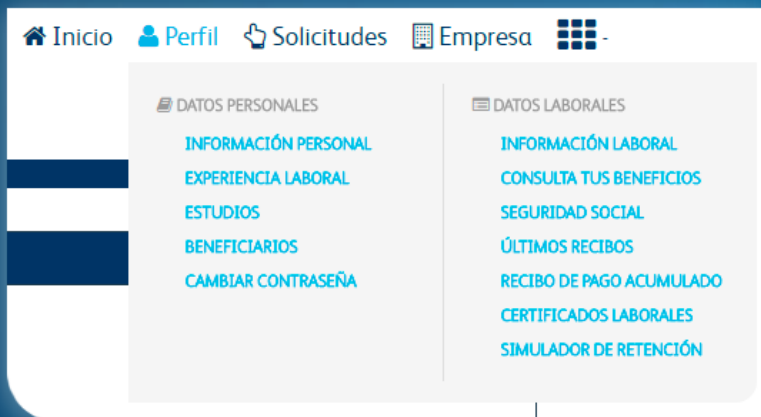 Inicio Perfil Solicitudes Empresa -
DATOS PERSONALES
INFORMACIÓN PERSONAL
EXPERIENCIA LABORAL
ESTUDIOS
BENEFICIARIOS
CAMBIAR CONTRASEÑA
DATOS LABORALES
INFORMACIÓN LABORAL
CONSULTA TUS BENEFICIOS
SEGURIDAD SOCIAL
ÚLTIMOS RECIBOS
RECIBO DE PAGO ACUMULADO
CERTIFICADOS LABORALES
SIMULADOR DE RETENCIÓN